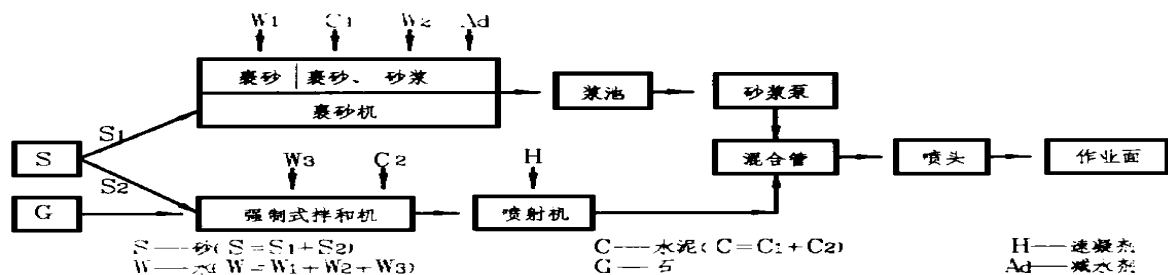 W1 C1 W2 Ad
裹砂 裹砂、砂浆
裹砂机
浆池
砂浆泵
S1
S
S2
W3 C2 H
混合管
喷头
作业面
G
强制式拌和机
喷射机
S——砂(S=S1+S2) C——水泥(C=C1+C2) H——速凝剂
W——水(W=W1+W2+W3) G——石 Ad——减水剂